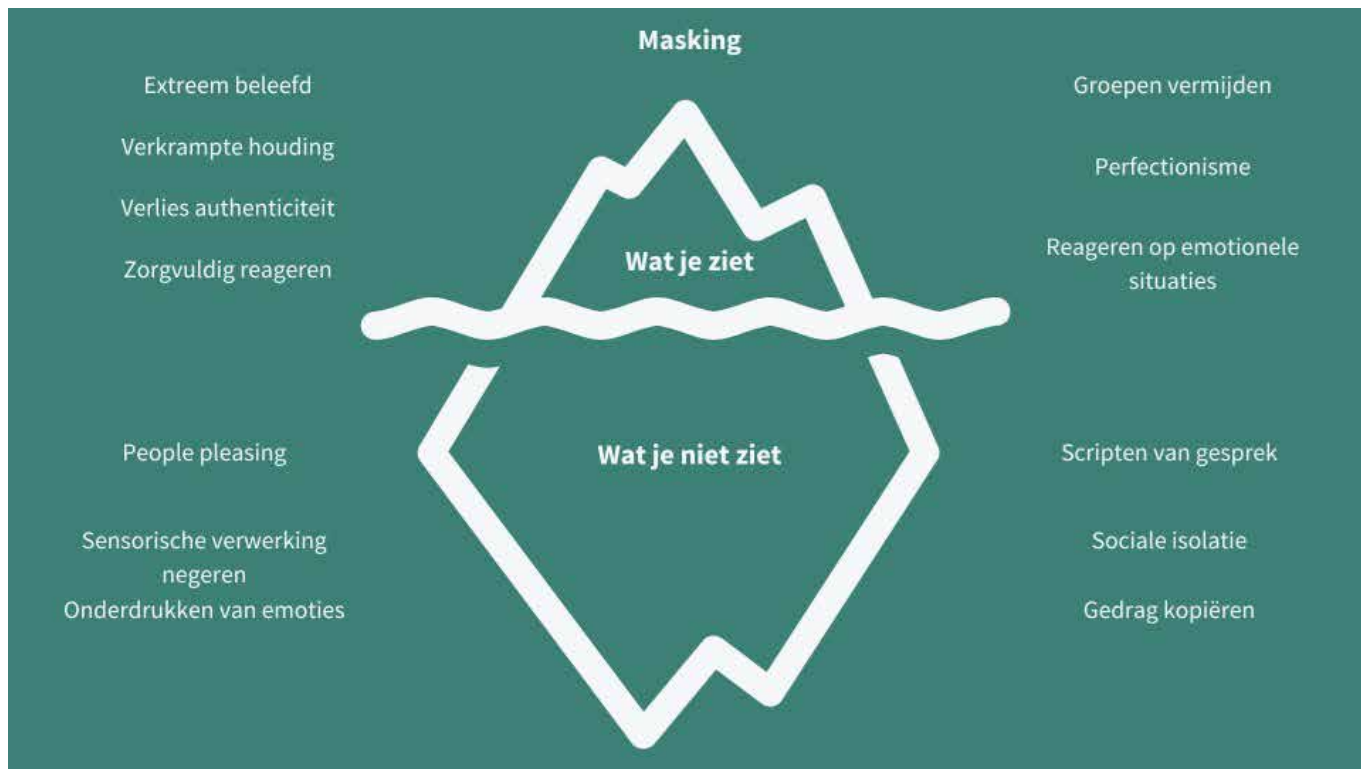 Masking
Extreem beleefd
Verkrampte houding
Verlies authenticiteit
Zorgvuldig reageren
Groepen vermijden
Perfectionisme
Reageren op emotionele
situaties
Wat je ziet
Wat je niet ziet
People pleasing
Sensorische verwerking
negeren
Onderdrukken van emoties
Scripten van gesprek
Sociale isolatie
Gedrag kopiëren